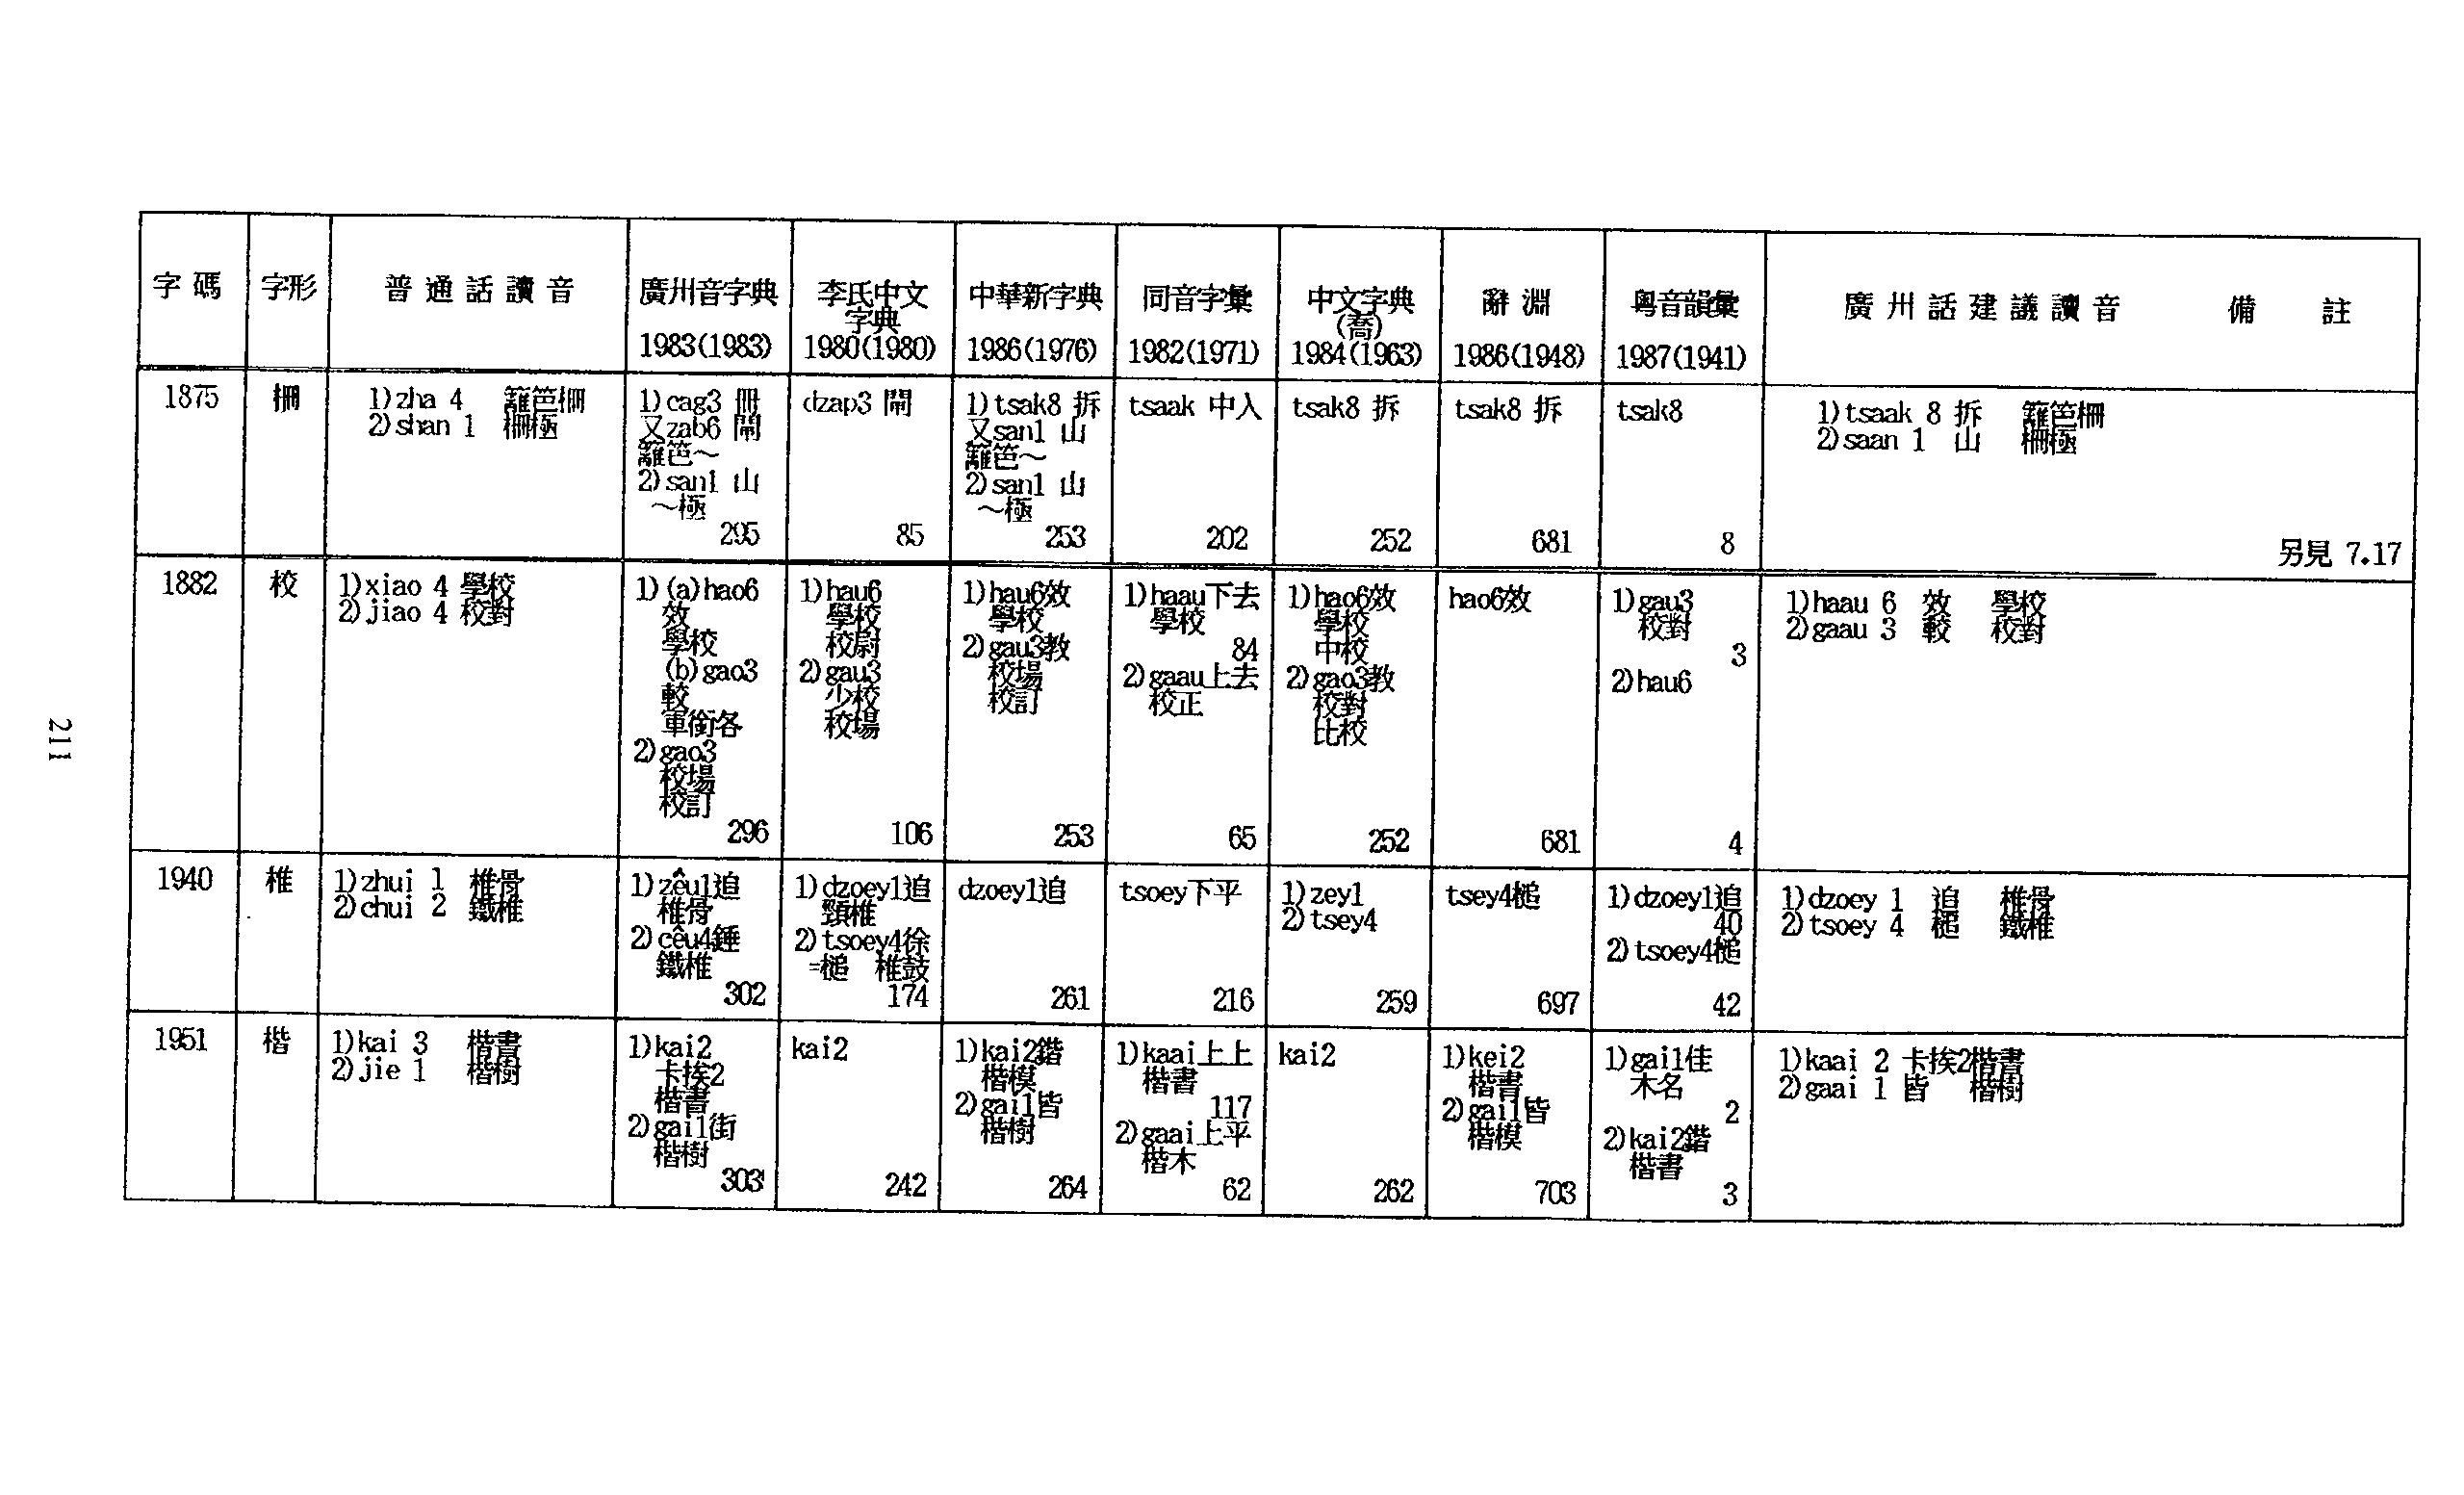 字碼
字形
普通話讀音
廣州音字典
1983(1983)
李氏中文
字典
1980(1980)
中華新字典
1986(1976)
同音字彙
1982(1971)
中文字典
(喬)
1984(1963)
辭淵
1986(1948)
粵音韻彙
1987(1941)
廣州話建議讀音
備註
1875
柵
1)zha 4 籬笆柵
2)shan 1 柵極
1)cag3 冊
又zab6 閘
籬笆～
2)san1 山
～極
295
dzap3 閘
85
1)tsak8 拆
又san1 山
籬笆～
2)san1 山
～極
253
tsaak 中入
202
tsak8 拆
252
tsak8 拆
681
tsak8
8
1)tsaak 8 拆 籬笆柵
2)saan 1 山 柵極
另見 7.17
1882
校
1)xiao 4 學校
2)jiao 4 校對
1)(a)hao6
效
學校
(b)gao3
較
軍銜各
2)gao3
校場
校訂
296
1)hau6
學校
校尉
2)gau3
少校
校場
106
1)hau6效
學校
2)gau3教
校場
校訂
253
1)haau下去
學校
84
2)gaau上去
校正
65
1)hao6效
學校
中校
2)gao3教
校對
比校
252
hao6效
681
1)gau3
校對
3
2)hau6
4
1)haau 6 效 學校
2)gaau 3 較 校對
1940
椎
1)zhui 1 椎骨
2)chui 2 鐵椎
1)zêu1追
椎骨
2)cêu4錘
鐵椎
302
1)dzoey1追
頸椎
2)tsoey4徐
=槌 椎鼓
174
dzoey1追
261
tsoey下平
216
1)zey1
2)tsey4
259
tsey4槌
697
1)dzoey1追
40
2)tsoey4槌
42
1)dzoey 1 追 椎骨
2)tsoey 4 槌 鐵椎
1951
楷
1)kai 3 楷書
2)jie 1 楷樹
1)kai2
卡挨2
楷書
2)gai1街
楷樹
303
kai2
242
1)kai2鍇
楷模
2)gai1皆
楷樹
264
1)kaai上上
楷書
117
2)gaai上平
楷木
62
kai2
262
1)kei2
楷書
2)gai1皆
楷模
703
1)gai1佳
木名
2
2)kai2鍇
楷書
3
1)kaai 2 卡挨2楷書
2)gaai 1 皆 楷樹
211